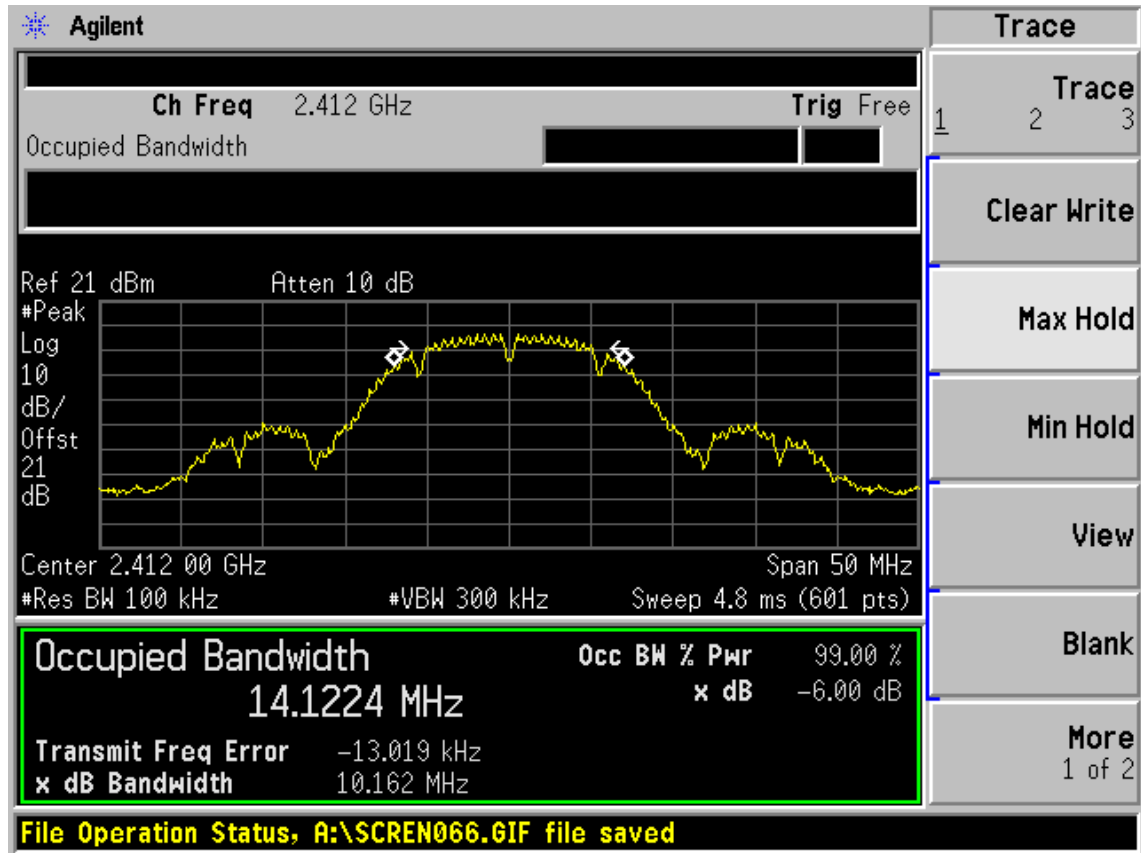 Agilent
Trace
Ch Freq 2.412 GHz Trig Free
Occupied Bandwidth
Trace
1 2 3
Clear Write
Max Hold
Min Hold
View
Blank
More
1 of 2
Ref 21 dBm Atten 10 dB
#Peak
Log
10
dB/
Offst
21
dB
Center 2.412 00 GHz Span 50 MHz
#Res BW 100 kHz #VBW 300 kHz Sweep 4.8 ms (601 pts)
Occupied Bandwidth Occ BW % Pwr 99.00 %
14.1224 MHz x dB -6.00 dB
Transmit Freq Error -13.019 kHz
x dB Bandwidth 10.162 MHz
File Operation Status, A:\SCREN066.GIF file saved